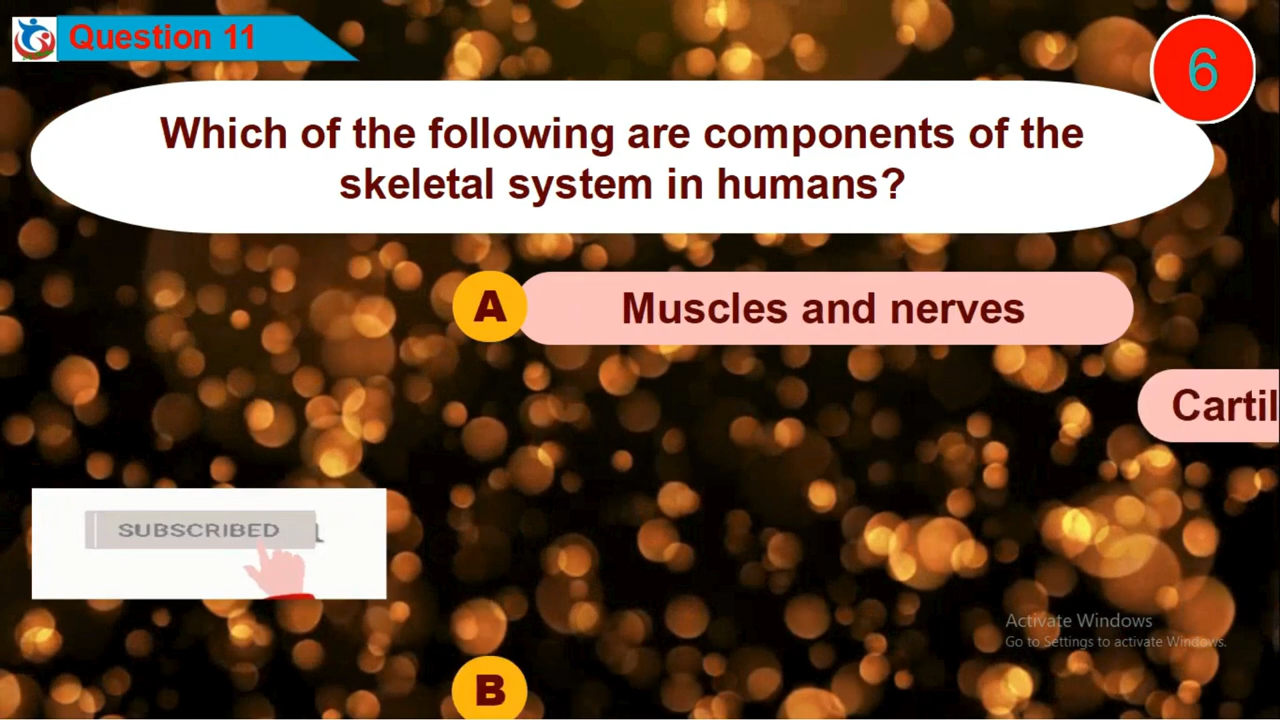 Question 11
6
Which of the following are components of the
skeletal system in humans?
A
Muscles and nerves
Cartil
SUBSCRIBED
Activate Windows
Go to Settings to activate Windows.
B